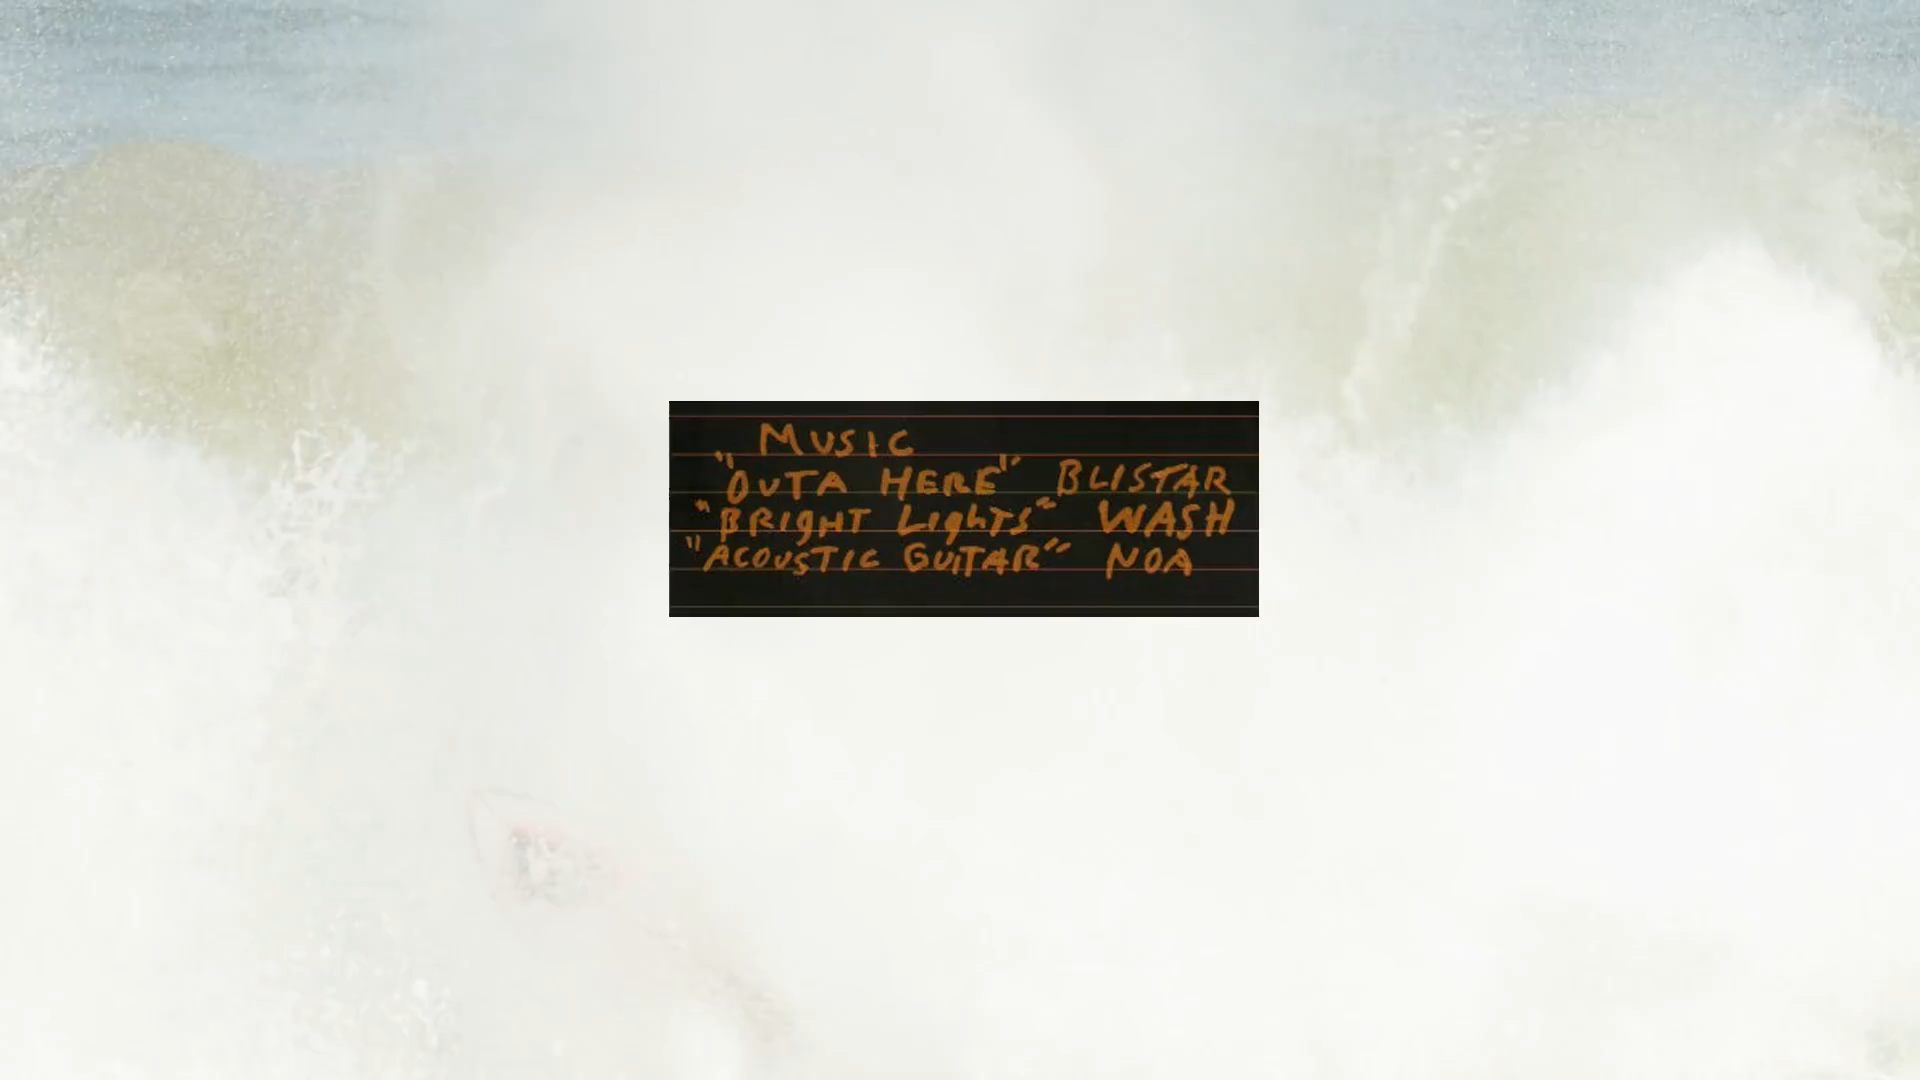 MUSIC
"OUTA HERE" BLISTAR
"BRIGHT LIGHTS" WASH
"ACOUSTIC GUITAR" NOA